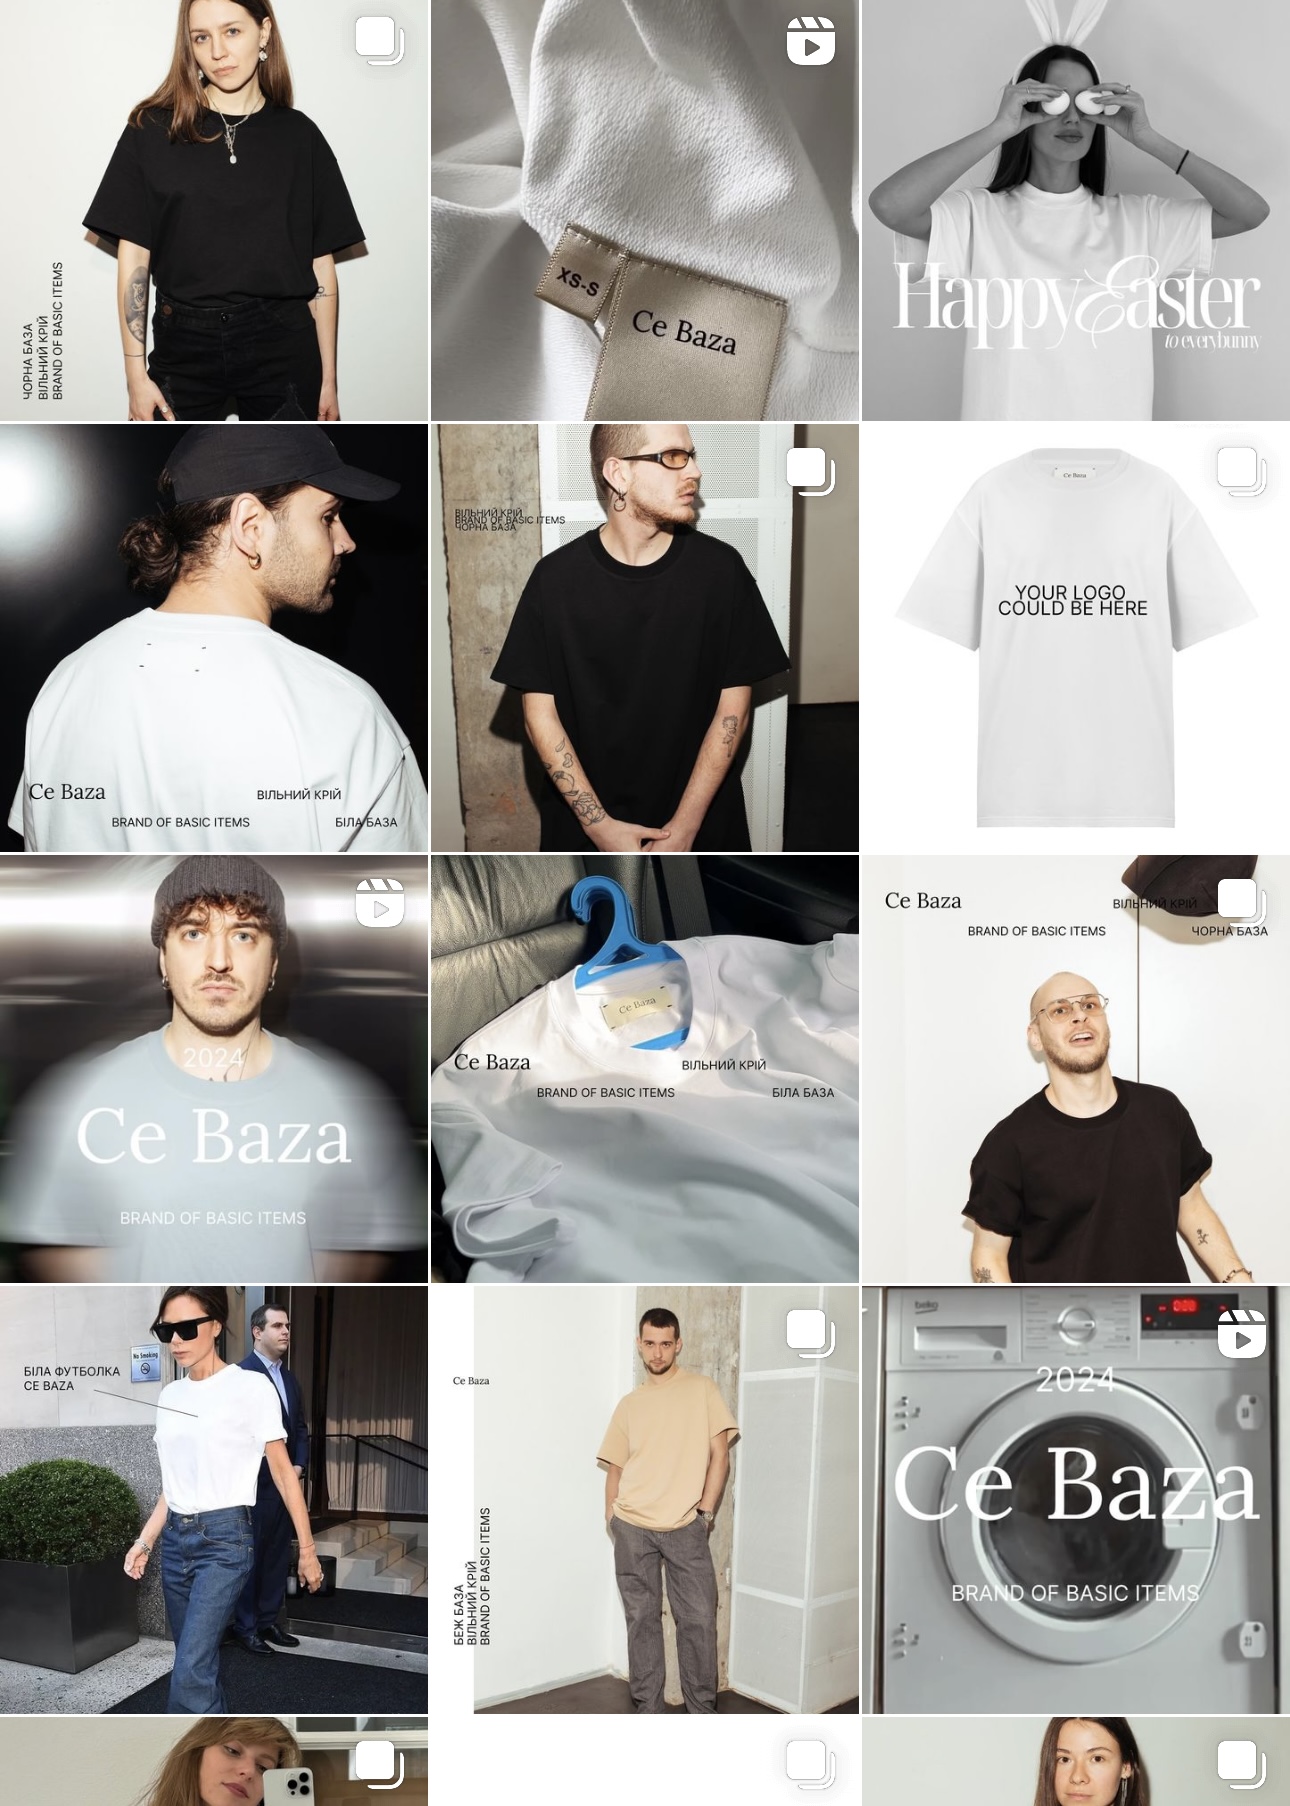 ЧОРНА БАЗА
ВІЛЬНИЙ КРІЙ
BRAND OF BASIC ITEMS
XS-S
Ce Baza
Happy Easter
to everybunny
Ce Baza
ВІЛЬНИЙ КРІЙ
BRAND OF BASIC ITEMS
БІЛА БАЗА
ВІЛЬНИЙ КРІЙ
BRAND OF BASIC ITEMS
ЧОРНА БАЗА
Ce Baza
YOUR LOGO
COULD BE HERE
2024
Ce Baza
BRAND OF BASIC ITEMS
Ce Baza
Ce Baza
ВІЛЬНИЙ КРІЙ
BRAND OF BASIC ITEMS
БІЛА БАЗА
Ce Baza
ВІЛЬНИЙ КРІЙ
BRAND OF BASIC ITEMS
ЧОРНА БАЗА
No Smoking
БІЛА ФУТБОЛКА
CE BAZA
Ce Baza
БЕЖ БАЗА
ВІЛЬНИЙ КРІЙ
BRAND OF BASIC ITEMS
beko
2024
Ce Baza
BRAND OF BASIC ITEMS